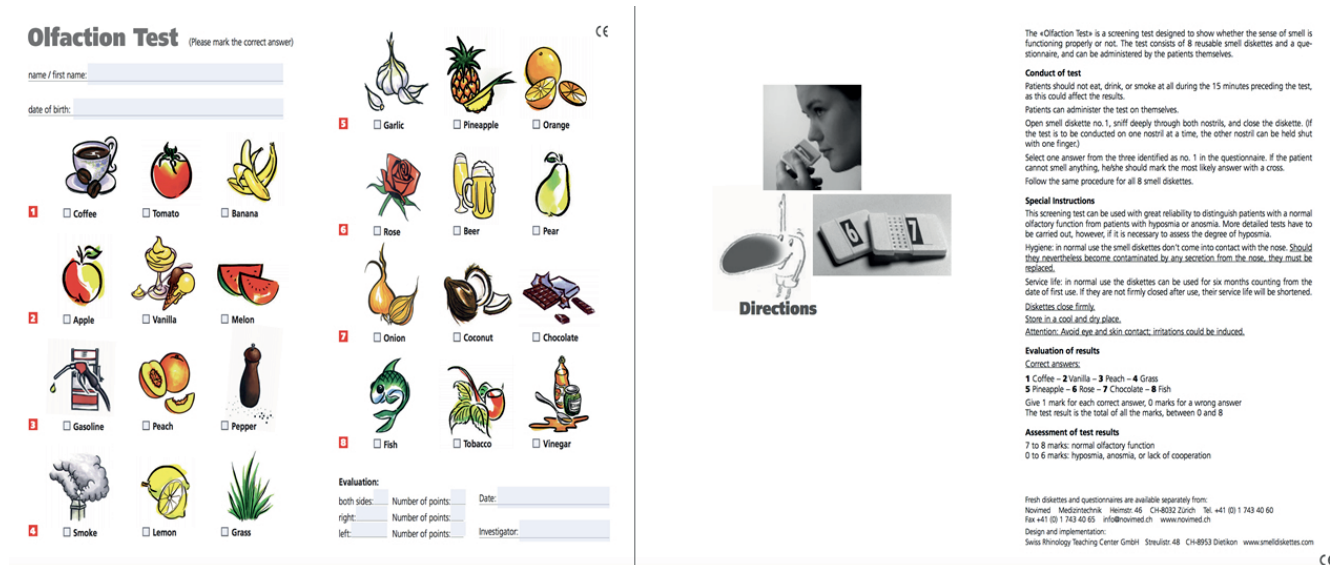 Olfaction Test (Please mark the correct answer)
name / first name:
date of birth:
1 Coffee Tomato Banana
2 Apple Vanilla Melon
3 Gasoline Peach Pepper
4 Smoke Lemon Grass
CE
5 Garlic Pineapple Orange
6 Rose Beer Pear
7 Onion Coconut Chocolate
8 Fish Tobacco Vinegar
Evaluation:
both sides: Number of points: Date:
right: Number of points:
left: Number of points: Investigator:
6 7
Directions
The «Olfaction Test» is a screening test designed to show whether the sense of smell is
functioning properly or not. The test consists of 8 reusable smell diskettes and a que-
stionnaire, and can be administered by the patients themselves.
Conduct of test
Patients should not eat, drink, or smoke at all during the 15 minutes preceding the test,
as this could affect the results.
Patients can administer the test on themselves.
Open smell diskette no. 1, sniff deeply through both nostrils, and close the diskette. (If
the test is to be conducted on one nostril at a time, the other nostril can be held shut
with one finger.)
Select one answer from the three identified as no. 1 in the questionnaire. If the patient
cannot smell anything, he/she should mark the most likely answer with a cross.
Follow the same procedure for all 8 smell diskettes.
Special Instructions
This screening test can be used with great reliability to distinguish patients with a normal
olfactory function from patients with hyposmia or anosmia. More detailed tests have to
be carried out, however, if it is necessary to assess the degree of hyposmia.
Hygiene: in normal use the smell diskettes don't come into contact with the nose. Should
they nevertheless become contaminated by any secretion from the nose, they must be
replaced.
Service life: in normal use the diskettes can be used for six months counting from the
date of first use. If they are not firmly closed after use, their service life will be shortened.
Diskettes close firmly.
Store in a cool and dry place.
Attention: Avoid eye and skin contact; irritations could be induced.
Evaluation of results
Correct answers:
1 Coffee – 2 Vanilla – 3 Peach – 4 Grass
5 Pineapple – 6 Rose – 7 Chocolate – 8 Fish
Give 1 mark for each correct answer, 0 marks for a wrong answer
The test result is the total of all the marks, between 0 and 8
Assessment of test results
7 to 8 marks: normal olfactory function
0 to 6 marks: hyposmia, anosmia, or lack of cooperation
Fresh diskettes and questionnaires are available separately from:
Novimed Medizintechnik Heimstr. 46 CH-8032 Zürich Tel. +41 (0) 1 743 40 60
Fax +41 (0) 1 743 40 65 info@novimed.ch www.novimed.ch
Design and implementation:
Swiss Rhinology Teaching Center GmbH Streulistr. 48 CH-8953 Dietikon www.smelldiskettes.com
CE